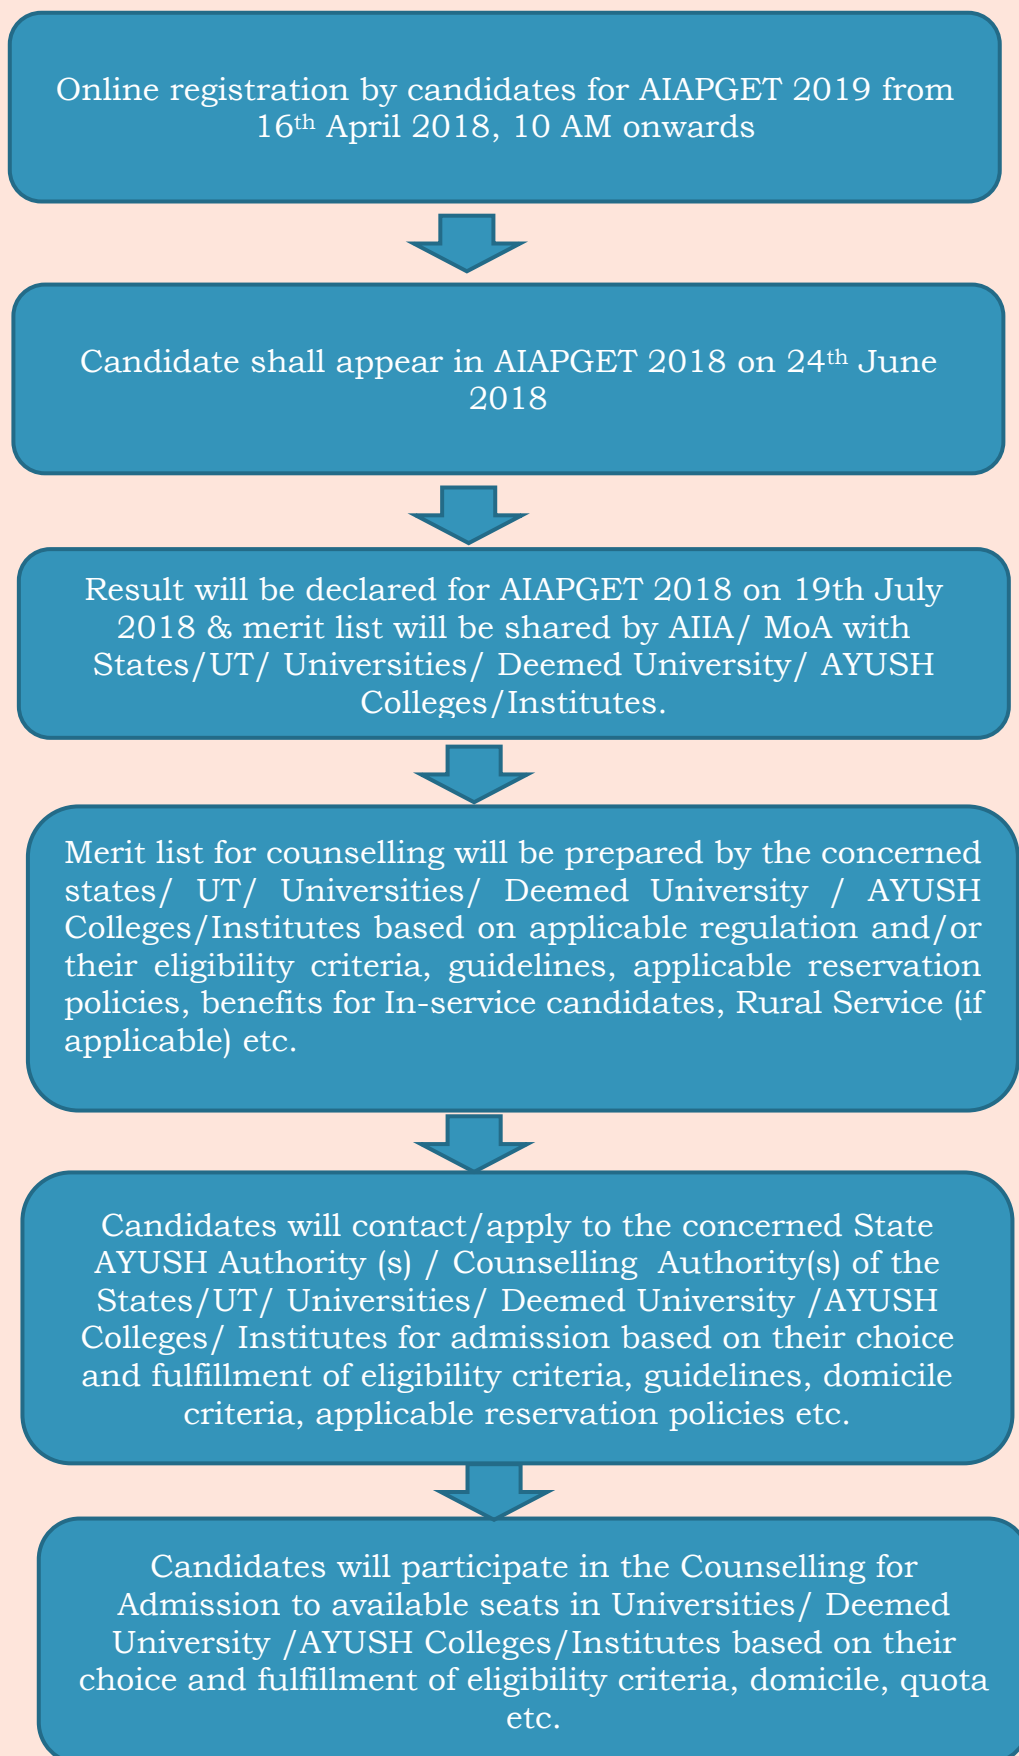 Online registration by candidates for AIAPGET 2019 from
16th April 2018, 10 AM onwards
Candidate shall appear in AIAPGET 2018 on 24th June
2018
Result will be declared for AIAPGET 2018 on 19th July
2018 & merit list will be shared by AIIA/ MoA with
States/UT/ Universities/ Deemed University/ AYUSH
Colleges/Institutes.
Merit list for counselling will be prepared by the concerned
states/ UT/ Universities/ Deemed University / AYUSH
Colleges/Institutes based on applicable regulation and/or
their eligibility criteria, guidelines, applicable reservation
policies, benefits for In-service candidates, Rural Service (if
applicable) etc.
Candidates will contact/apply to the concerned State
AYUSH Authority (s) / Counselling Authority(s) of the
States/UT/ Universities/ Deemed University /AYUSH
Colleges/ Institutes for admission based on their choice
and fulfillment of eligibility criteria, guidelines, domicile
criteria, applicable reservation policies etc.
Candidates will participate in the Counselling for
Admission to available seats in Universities/ Deemed
University /AYUSH Colleges/Institutes based on their
choice and fulfillment of eligibility criteria, domicile, quota
etc.